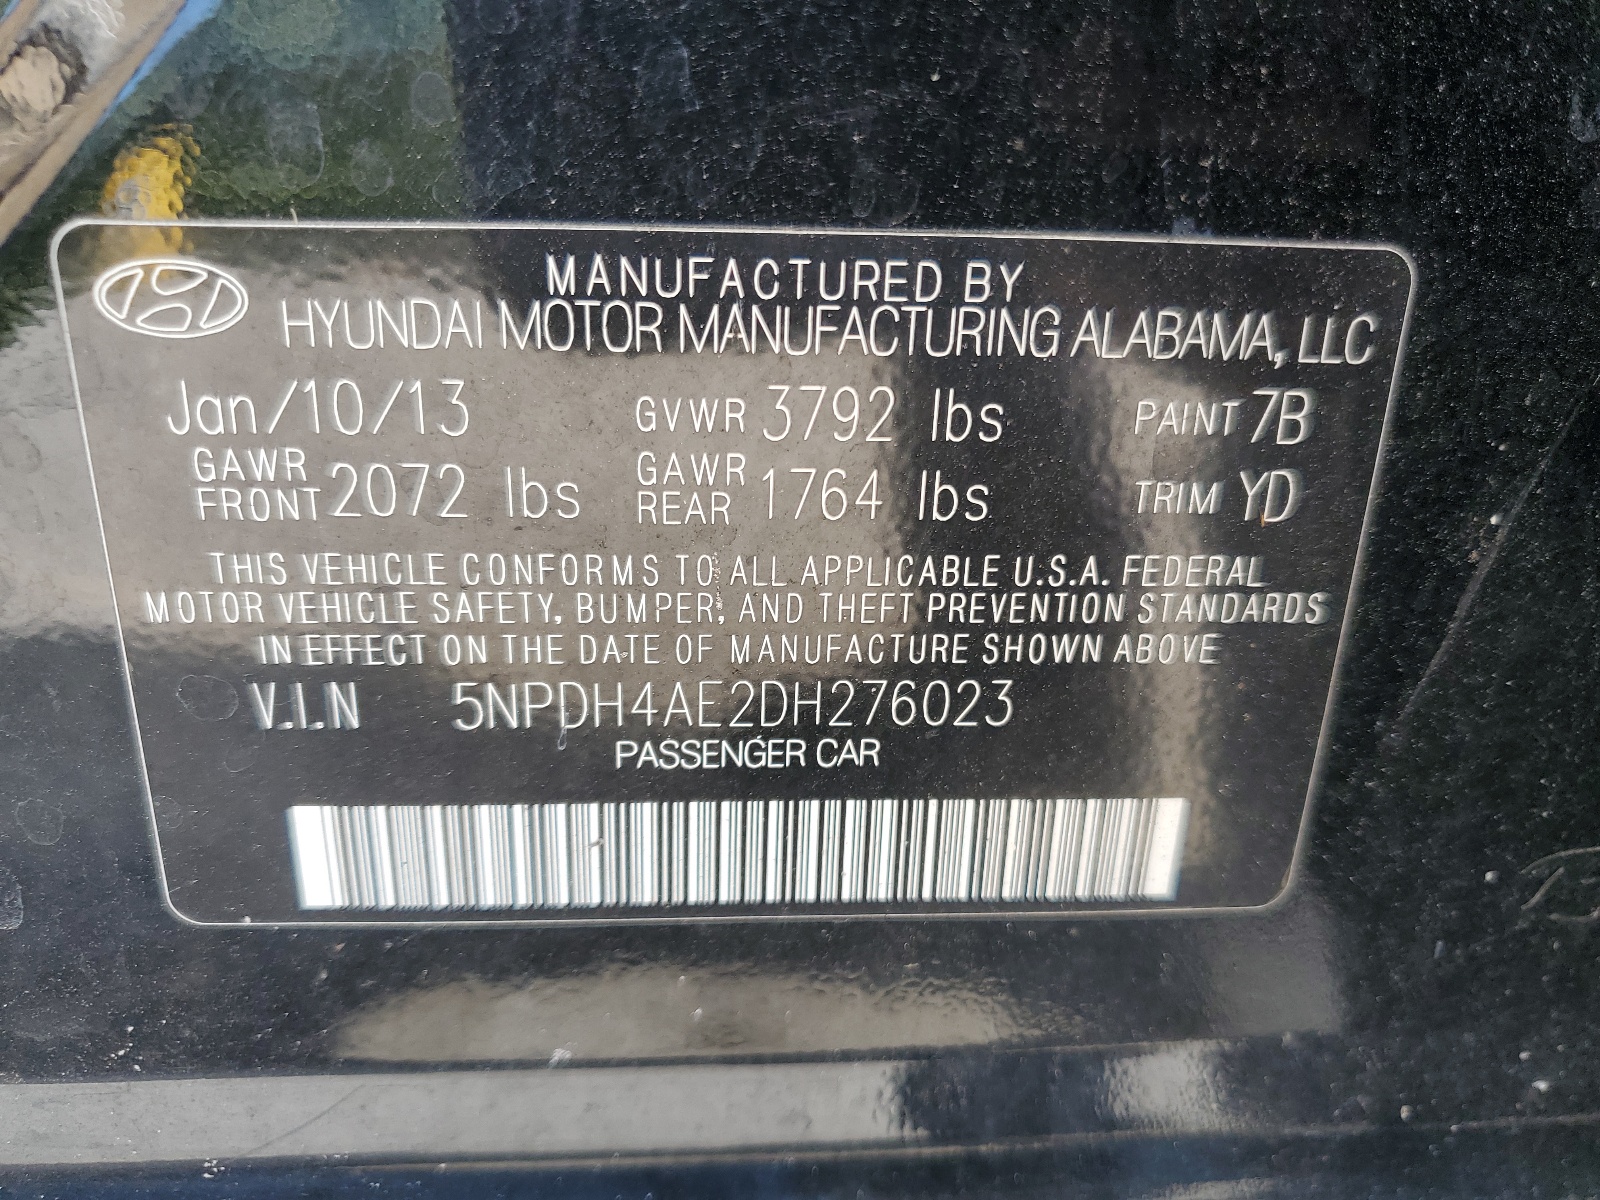 MANUFACTURED BY
HYUNDAI MOTOR MANUFACTURING ALABAMA, LLC
Jan/10/13 GVWR 3792 lbs PAINT 7B
GAWR FRONT 2072 lbs GAWR REAR 1764 lbs TRIM YD
THIS VEHICLE CONFORMS TO ALL APPLICABLE U.S.A. FEDERAL
MOTOR VEHICLE SAFETY, BUMPER, AND THEFT PREVENTION STANDARDS
IN EFFECT ON THE DATE OF MANUFACTURE SHOWN ABOVE
V.I.N 5NPDH4AE2DH276023
PASSENGER CAR